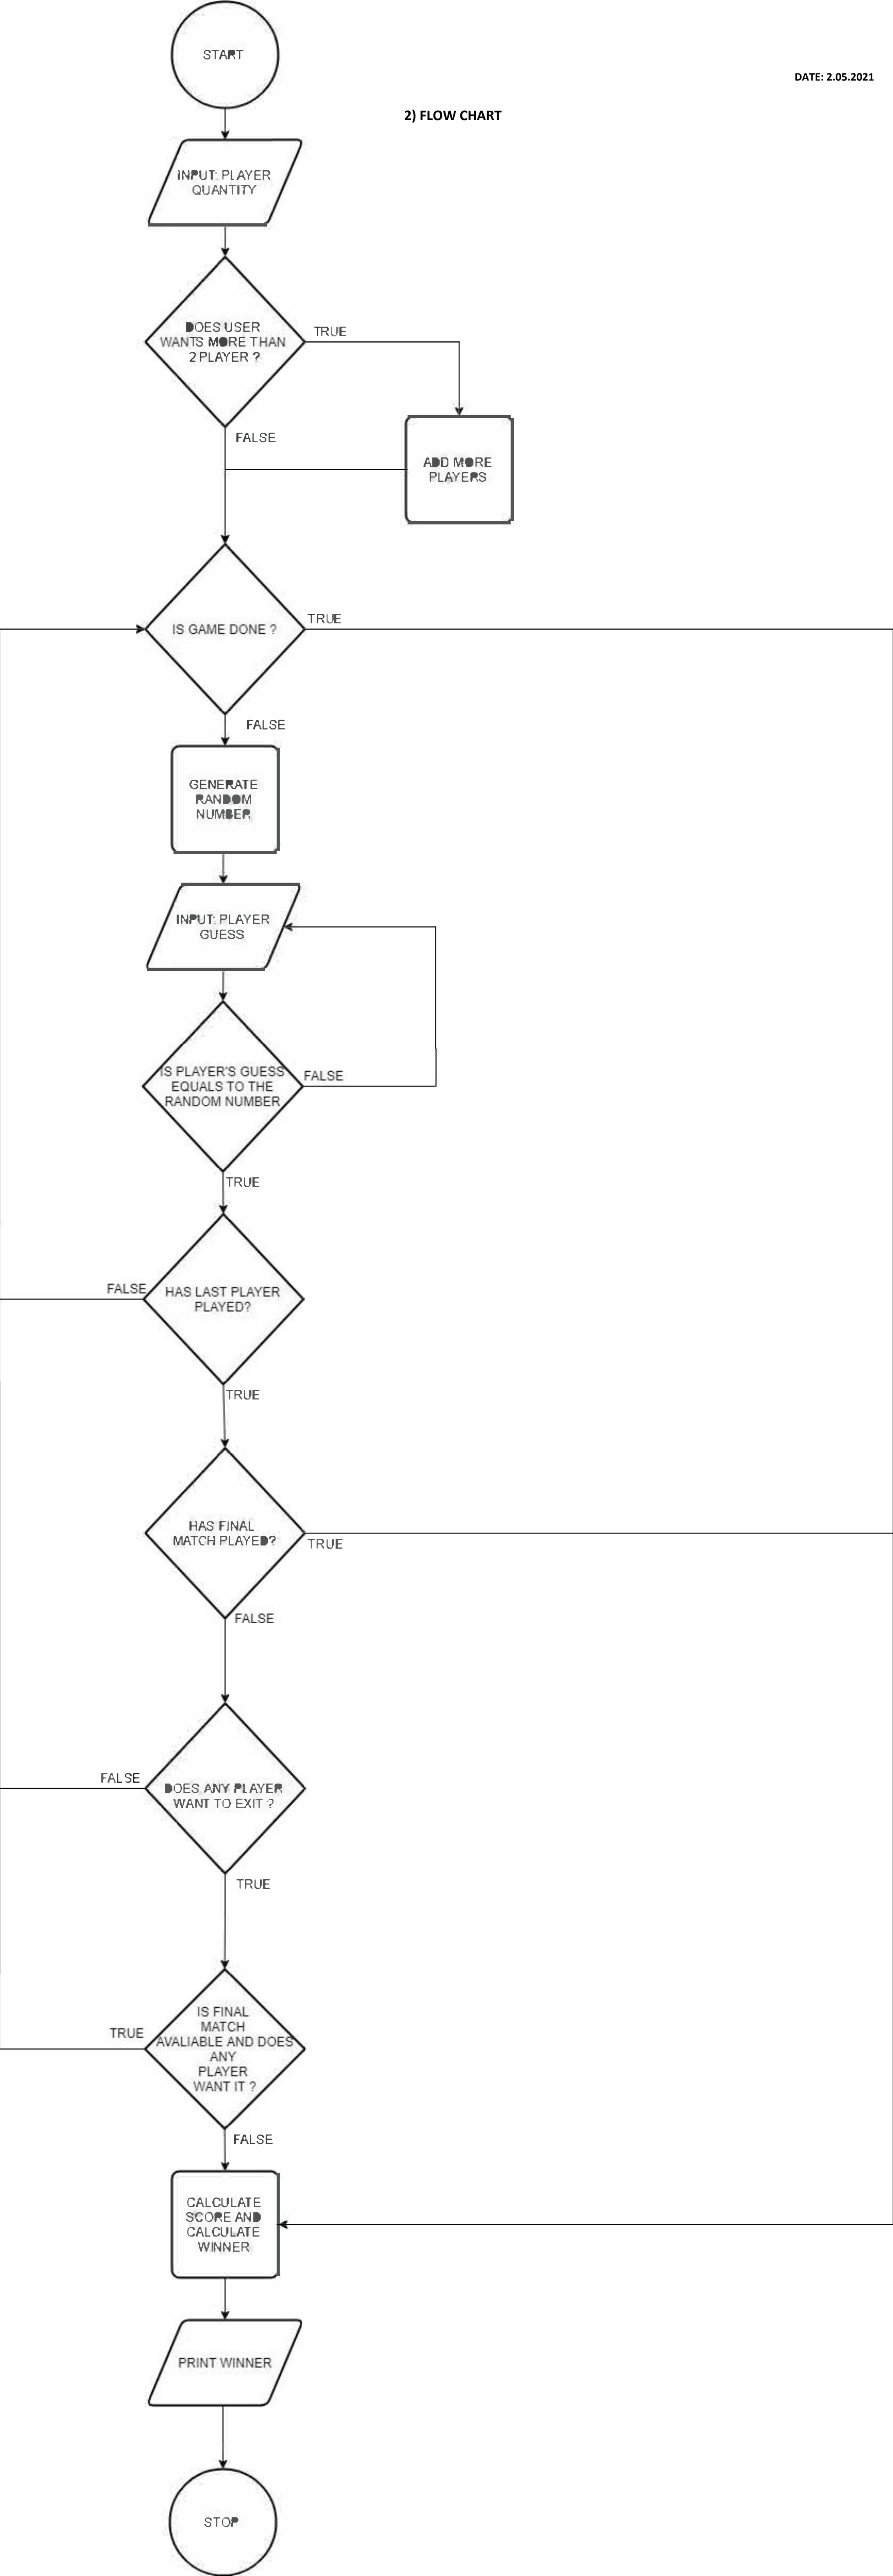 START
DATE: 2.05.2021
2) FLOW CHART
INPUT: PLAYER
QUANTITY
DOES USER
WANTS MORE THAN
2 PLAYER ?
TRUE
FALSE
ADD MORE
PLAYERS
IS GAME DONE ?
TRUE
FALSE
GENERATE
RANDOM
NUMBER
INPUT: PLAYER
GUESS
IS PLAYER'S GUESS
EQUALS TO THE
RANDOM NUMBER
FALSE
TRUE
FALSE
HAS LAST PLAYER
PLAYED?
TRUE
HAS FINAL
MATCH PLAYED?
TRUE
FALSE
FALSE
DOES ANY PLAYER
WANT TO EXIT ?
TRUE
IS FINAL
MATCH
AVALIABLE AND DOES
ANY
PLAYER
WANT IT ?
TRUE
FALSE
CALCULATE
SCORE AND
CALCULATE
WINNER
PRINT WINNER
STOP